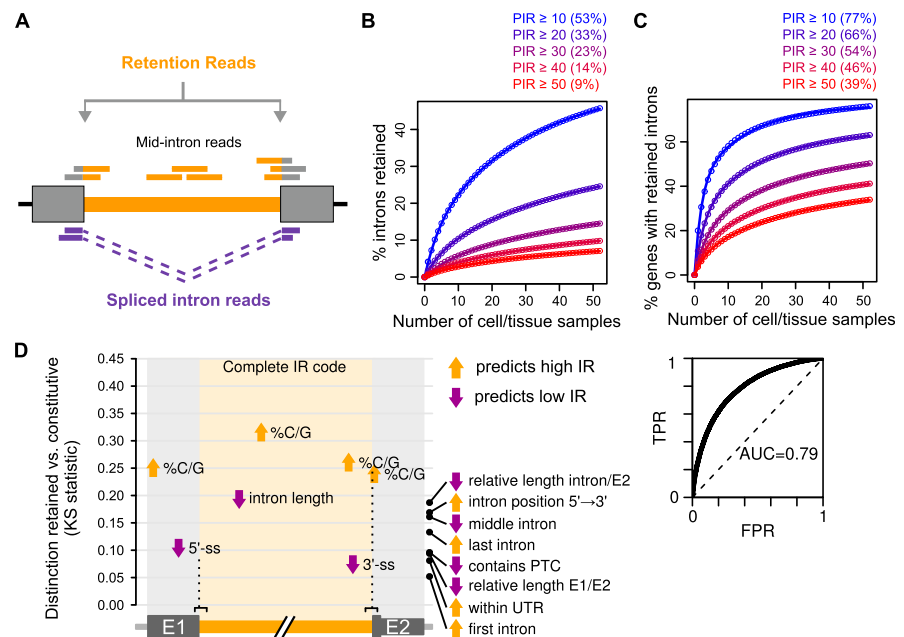 A
Retention Reads
Mid-intron reads
Spliced intron reads
B
PIR ≥ 10 (53%)
PIR ≥ 20 (33%)
PIR ≥ 30 (23%)
PIR ≥ 40 (14%)
PIR ≥ 50 (9%)
% introns retained
40
30
20
10
0
0 10 20 30 40 50
Number of cell/tissue samples
C
PIR ≥ 10 (77%)
PIR ≥ 20 (66%)
PIR ≥ 30 (54%)
PIR ≥ 40 (46%)
PIR ≥ 50 (39%)
% genes with retained introns
60
40
20
0
0 10 20 30 40 50
Number of cell/tissue samples
D
Distinction retained vs. constitutive
(KS statistic)
0.45
0.40
0.35
0.30
0.25
0.20
0.15
0.10
0.05
0.00
Complete IR code
%C/G
%C/G
%C/G
%C/G
intron length
5'-ss
3'-ss
E1
E2
predicts high IR
predicts low IR
relative length intron/E2
intron position 5'→3'
middle intron
last intron
contains PTC
relative length E1/E2
within UTR
first intron
TPR
1
0
AUC=0.79
0 1
FPR